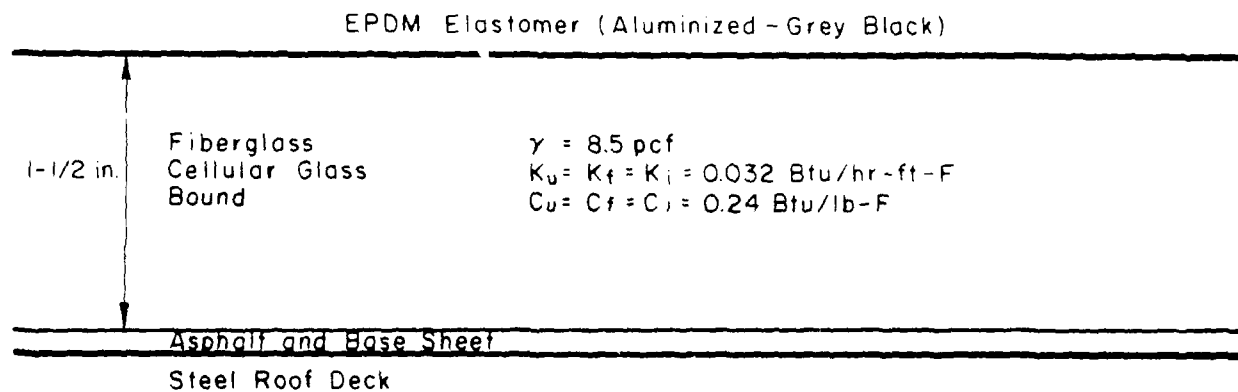 EPDM Elastomer (Aluminized-Grey Black)
1-1/2 in.
Fiberglass
Cellular Glass
Bound
γ = 8.5 pcf
Ku = Kf = Ki = 0.032 Btu/hr-ft-F
Cu = Cf = Ci = 0.24 Btu/lb-F
Asphalt and Base Sheet
Steel Roof Deck